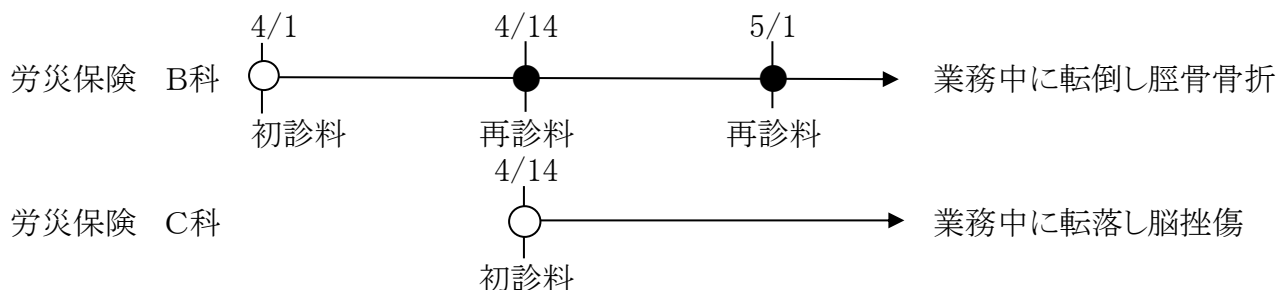 4/1 4/14 5/1
労災保険 B科 業務中に転倒し脛骨骨折
初診料 再診料 再診料
4/14
労災保険 C科 業務中に転落し脳挫傷
初診料